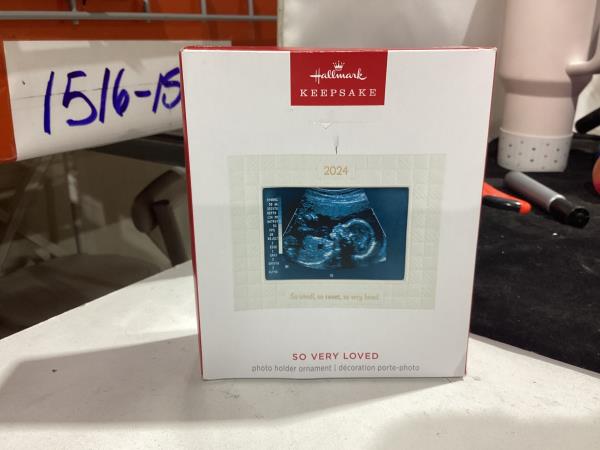 1516-15
Hallmark
KEEPSAKE
2024
So small, so sweet, so very loved
SO VERY LOVED
photo holder ornament | décoration porte-photo